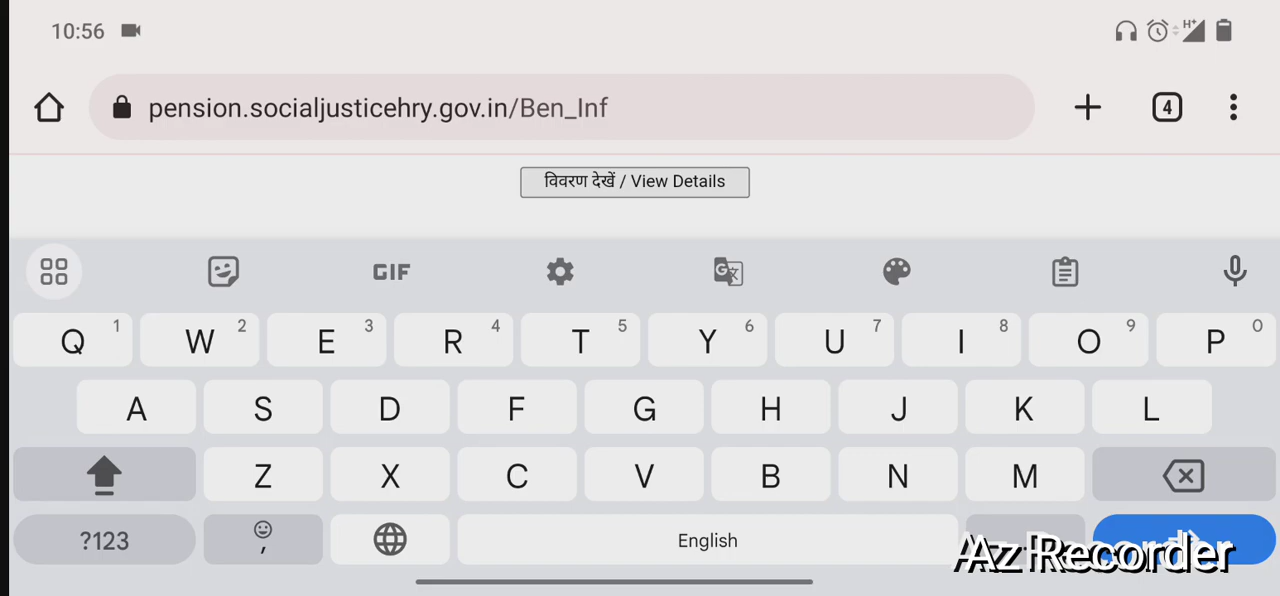 10:56
H+
pension.socialjusticehry.gov.in/Ben_Inf
4
विवरण देखें / View Details
GIF
G
Q 1 W 2 E 3 R 4 T 5 Y 6 U 7 I 8 O 9 P 0
A S D F G H J K L
Z X C V B N M
?123 , English
Az Recorder